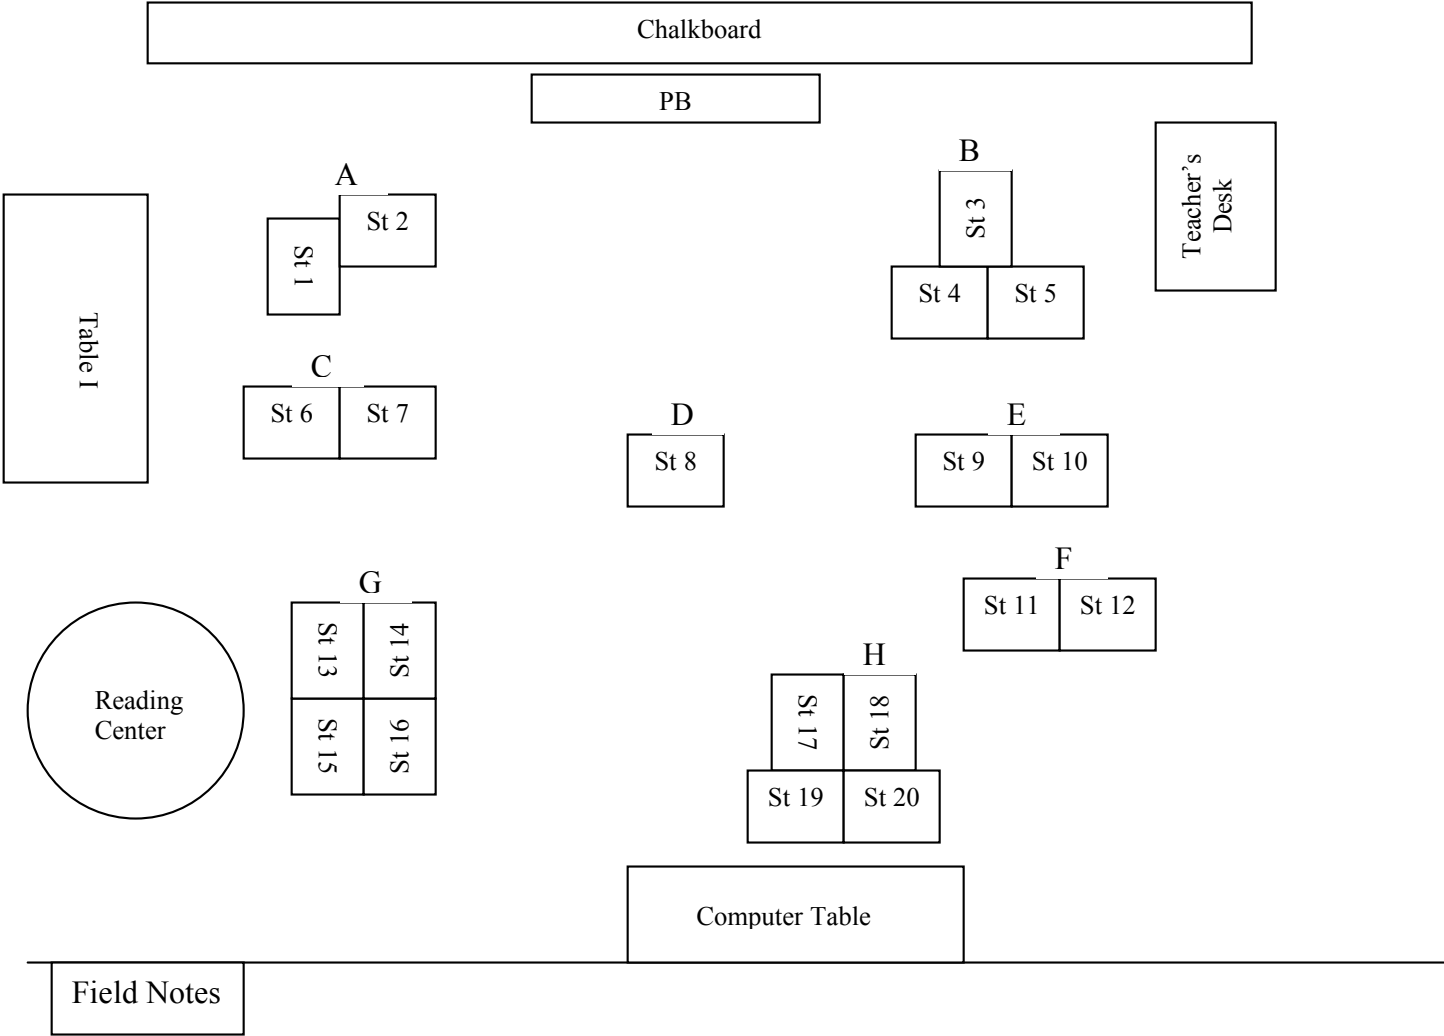 Chalkboard
PB
Teacher’s
Desk
A
B
St 1
St 2
St 3
St 4
St 5
Table I
C
St 6
St 7
D
St 8
E
St 9
St 10
F
St 11
St 12
G
St 13
St 14
St 15
St 16
Reading
Center
H
St 17
St 18
St 19
St 20
Computer Table
Field Notes